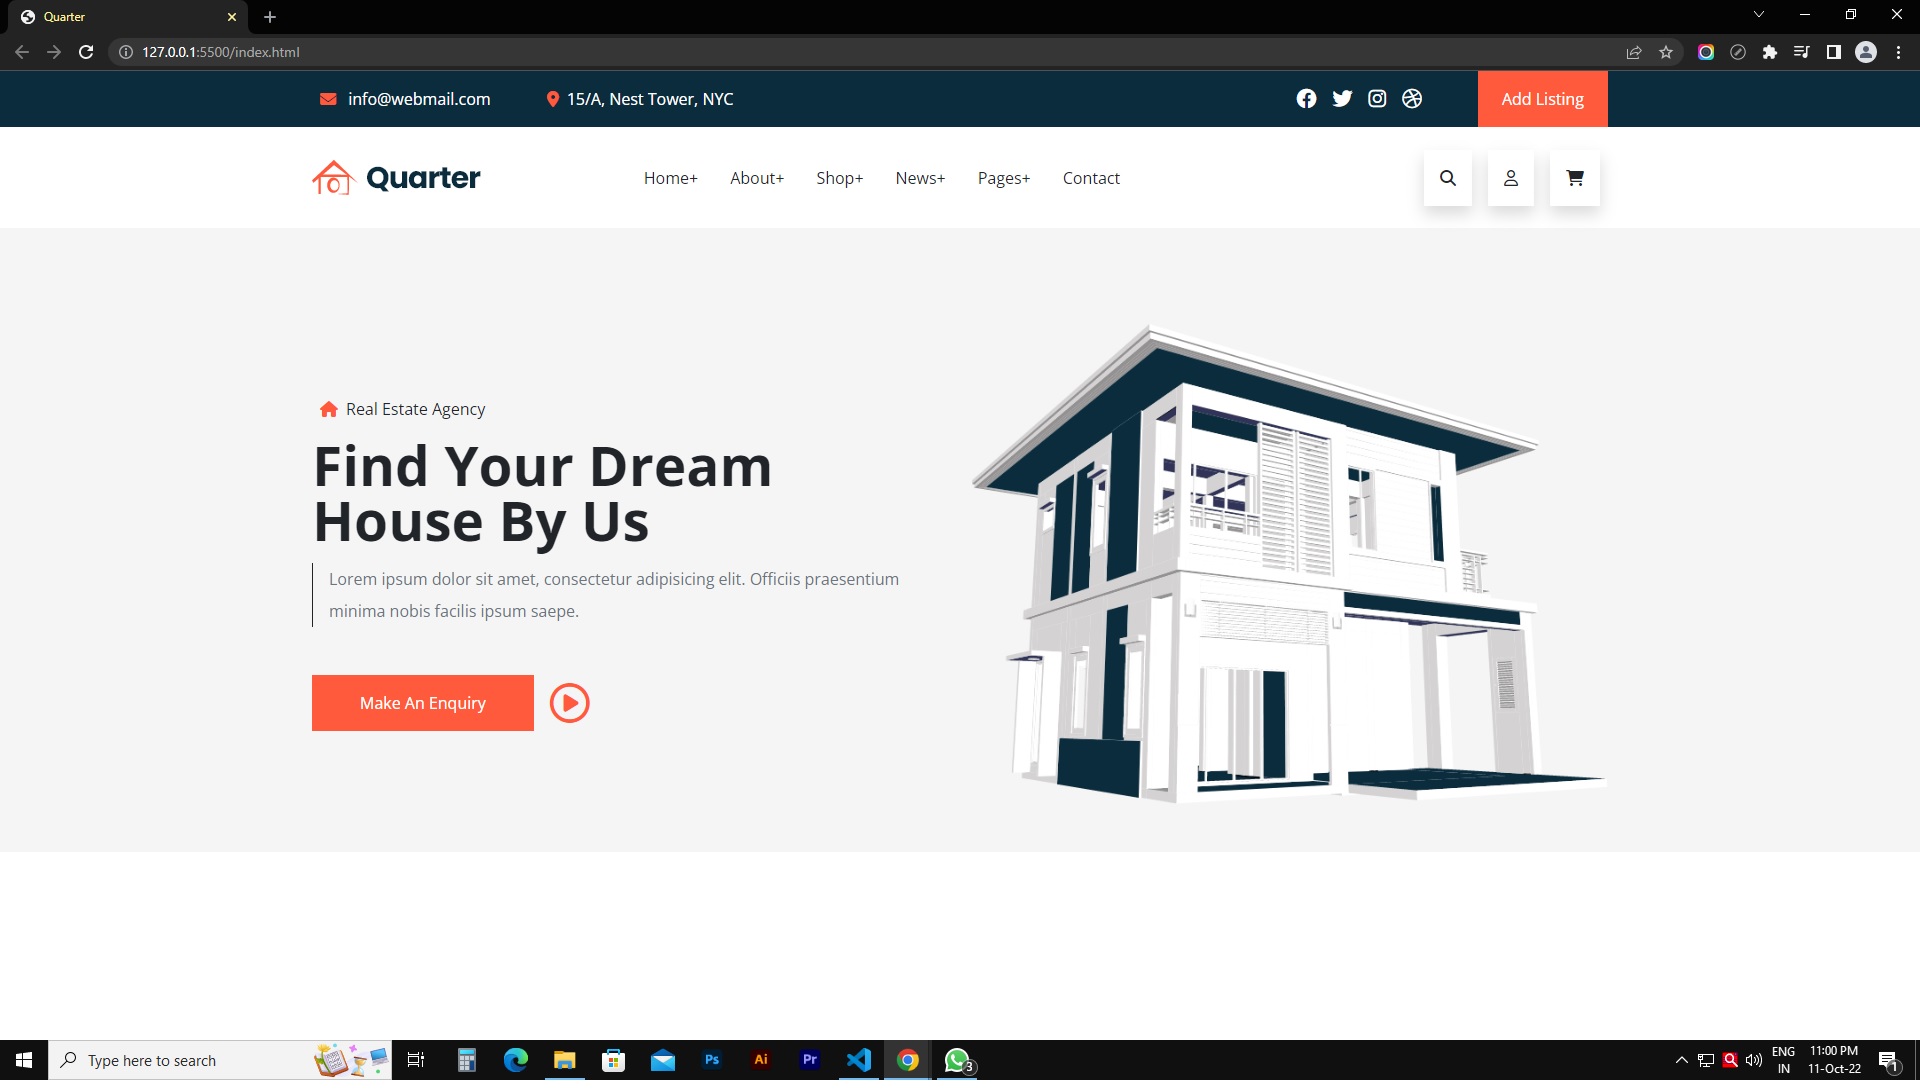 Quarter
127.0.0.1:5500/index.html
info@webmail.com
15/A, Nest Tower, NYC
Add Listing
Quarter
Home+
About+
Shop+
News+
Pages+
Contact
Real Estate Agency
Find Your Dream
House By Us
Lorem ipsum dolor sit amet, consectetur adipisicing elit. Officiis praesentium
minima nobis facilis ipsum saepe.
Make An Enquiry
Type here to search
Ps
Ai
Pr
3
ENG
IN
11:00 PM
11-Oct-22
1